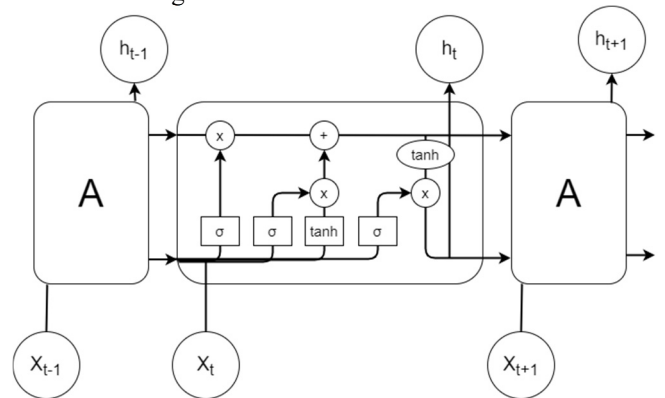 h_{t-1}
h_t
h_{t+1}
x
+
tanh
A
x
x
A
σ
σ
tanh
σ
X_{t-1}
X_t
X_{t+1}